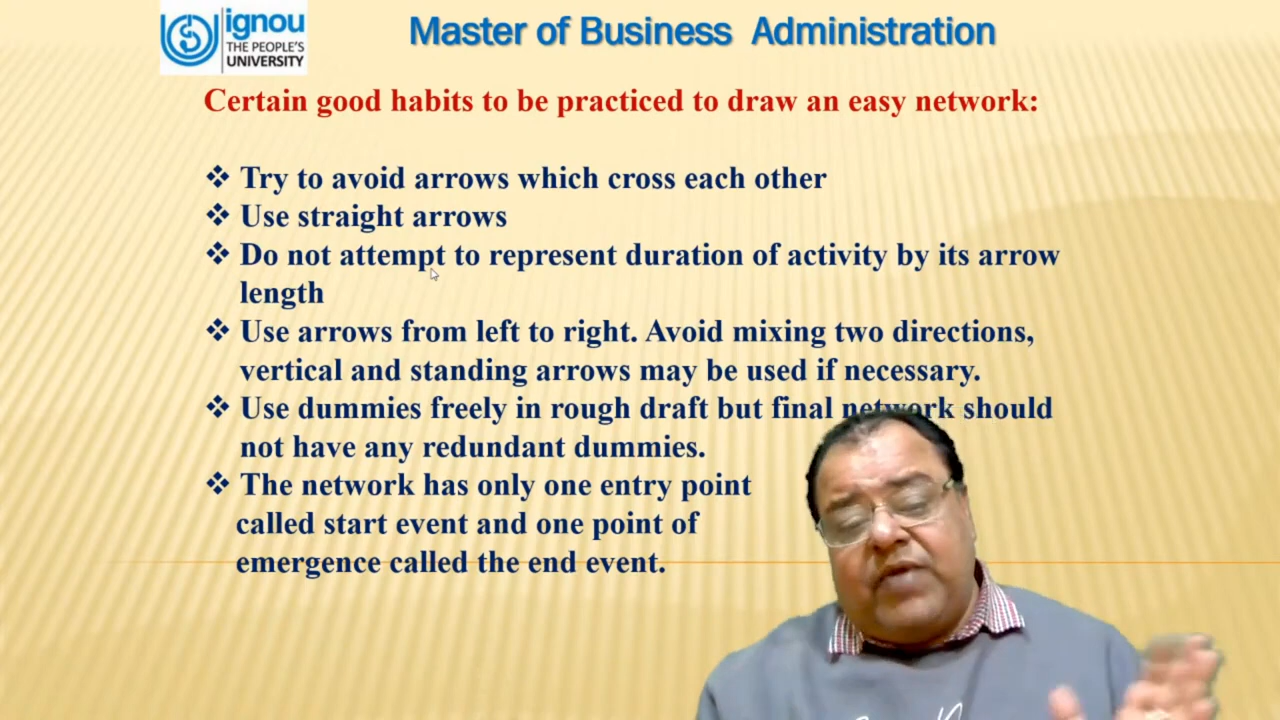 ignou
THE PEOPLE'S
UNIVERSITY
Master of Business Administration
Certain good habits to be practiced to draw an easy network:
❖ Try to avoid arrows which cross each other
❖ Use straight arrows
❖ Do not attempt to represent duration of activity by its arrow
length
❖ Use arrows from left to right. Avoid mixing two directions,
vertical and standing arrows may be used if necessary.
❖ Use dummies freely in rough draft but final network should
not have any redundant dummies.
❖ The network has only one entry point
called start event and one point of
emergence called the end event.